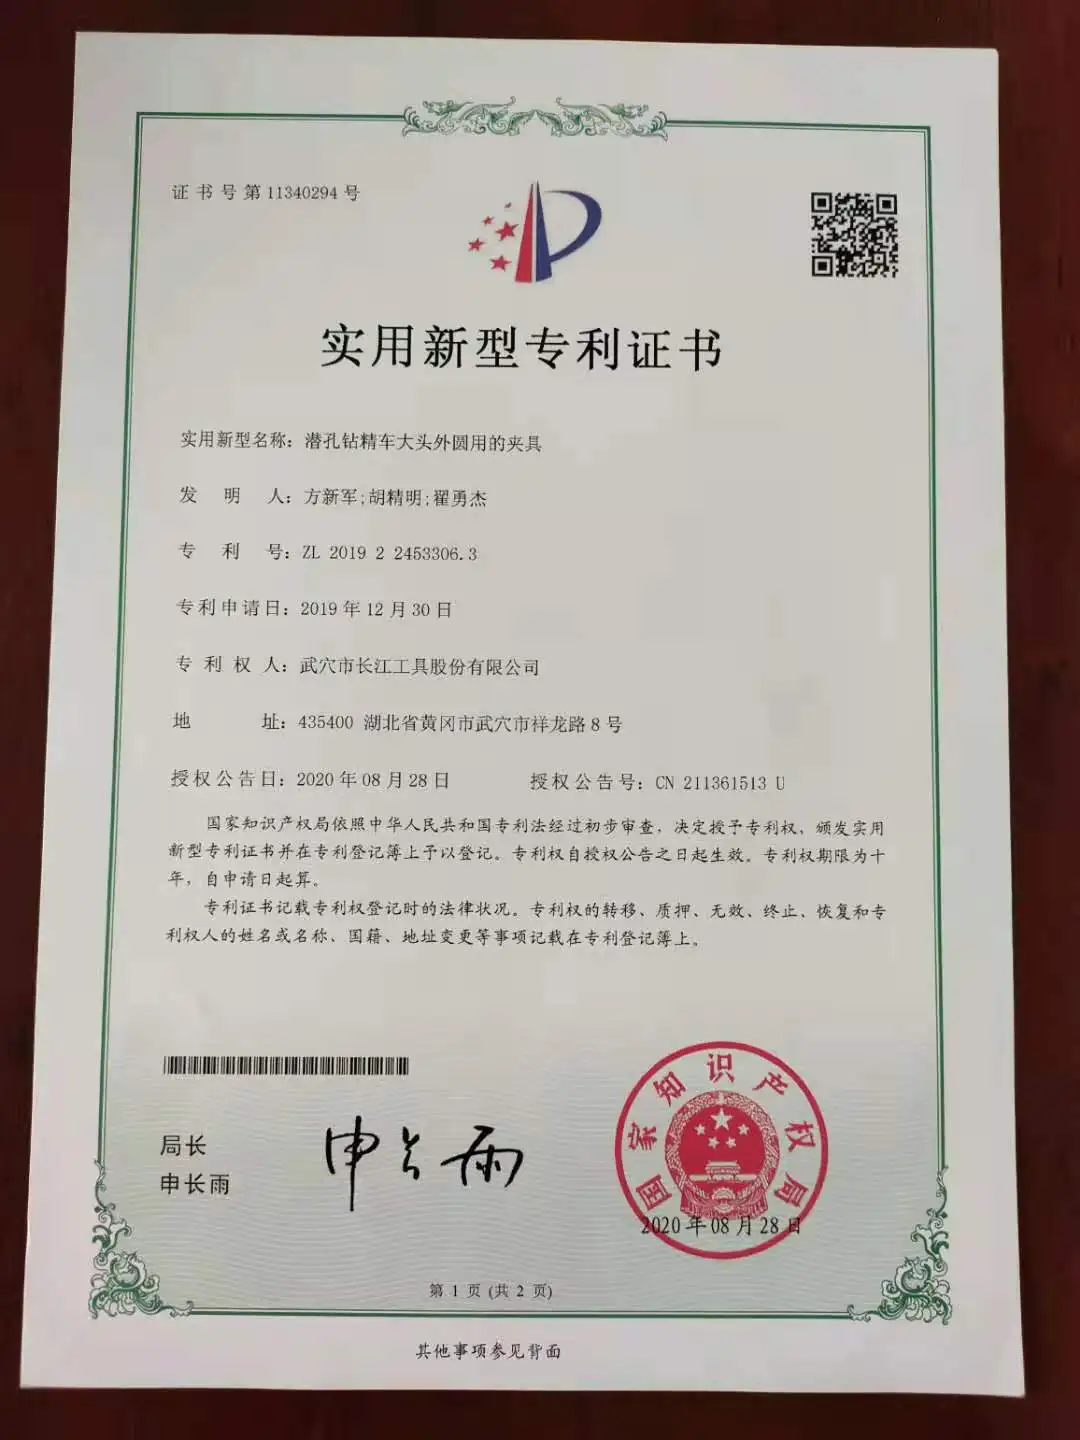 证书号第11340294号
实用新型专利证书
实用新型名称：潜孔钻精车大头外圆用的夹具
发明人：方新军;胡精明;翟勇杰
专利号：ZL 2019 2 2453306.3
专利申请日：2019年12月30日
专利权人：武穴市长江工具股份有限公司
地址：435400 湖北省黄冈市武穴市祥龙路8号
授权公告日：2020年08月28日 授权公告号：CN 211361513 U
国家知识产权局依照中华人民共和国专利法经过初步审查，决定授予专利权，颁发实用
新型专利证书并在专利登记簿上予以登记。专利权自授权公告之日起生效。专利权期限为十
年，自申请日起算。
专利证书记载专利权登记时的法律状况。专利权的转移、质押、无效、终止、恢复和专
利权人的姓名或名称、国籍、地址变更等事项记载在专利登记簿上。
局长
申长雨
申长雨
国家知识产权局
2020年08月28日
第 1 页 (共 2 页)
其他事项参见背面